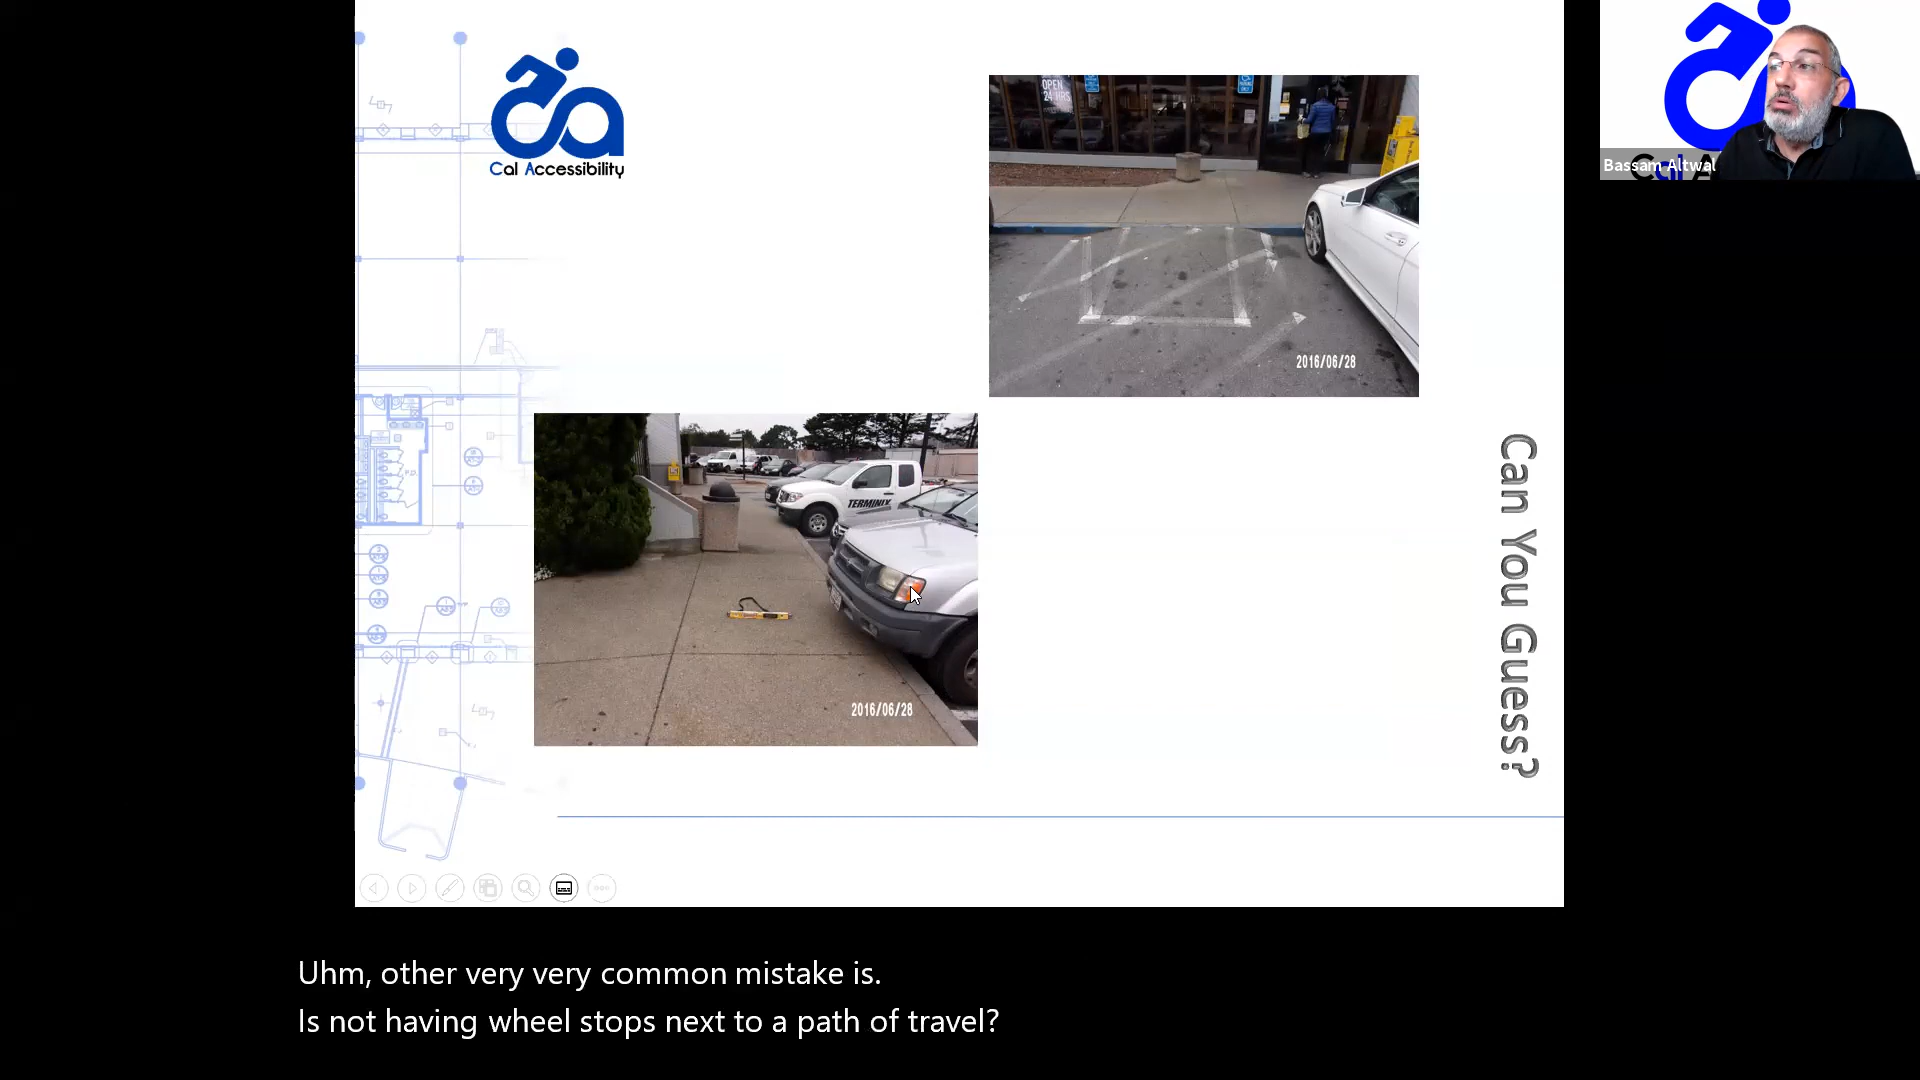 Cal Accessibility
OPEN
24 HRS
2016/06/28
Bassam Altwal
TERMINIX
2016/06/28
Can You Guess?
Uhm, other very very common mistake is.
Is not having wheel stops next to a path of travel?